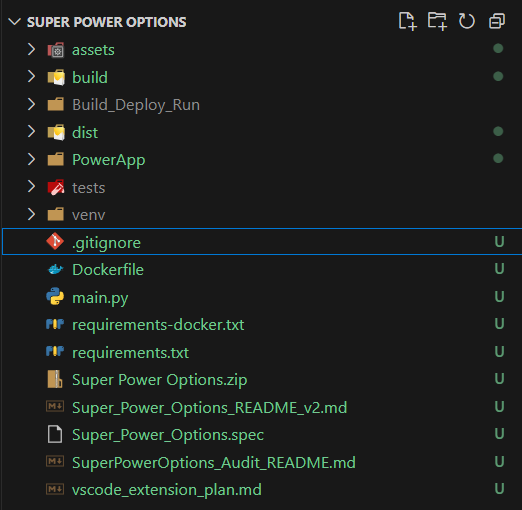 SUPER POWER OPTIONS
assets
build
Build_Deploy_Run
dist
PowerApp
tests
venv
.gitignore U
Dockerfile U
main.py U
requirements-docker.txt U
requirements.txt U
Super Power Options.zip U
Super_Power_Options_README_v2.md U
Super_Power_Options.spec U
SuperPowerOptions_Audit_README.md U
vscode_extension_plan.md U